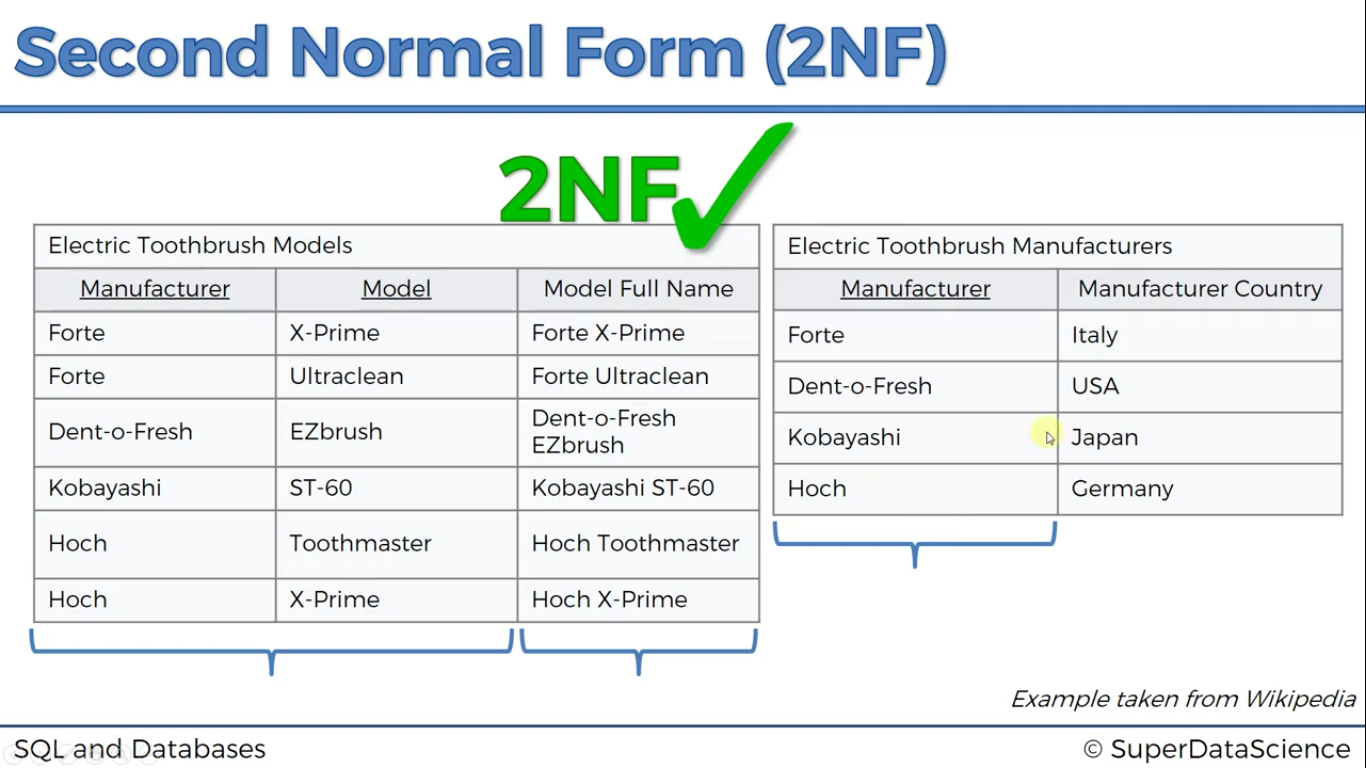 Second Normal Form (2NF)
2NF
Electric Toothbrush Models
Manufacturer Model Model Full Name
Forte X-Prime Forte X-Prime
Forte Ultraclean Forte Ultraclean
Dent-o-Fresh EZbrush Dent-o-Fresh
EZbrush
Kobayashi ST-60 Kobayashi ST-60
Hoch Toothmaster Hoch Toothmaster
Hoch X-Prime Hoch X-Prime
Electric Toothbrush Manufacturers
Manufacturer Manufacturer Country
Forte Italy
Dent-o-Fresh USA
Kobayashi Japan
Hoch Germany
Example taken from Wikipedia
SQL and Databases
© SuperDataScience